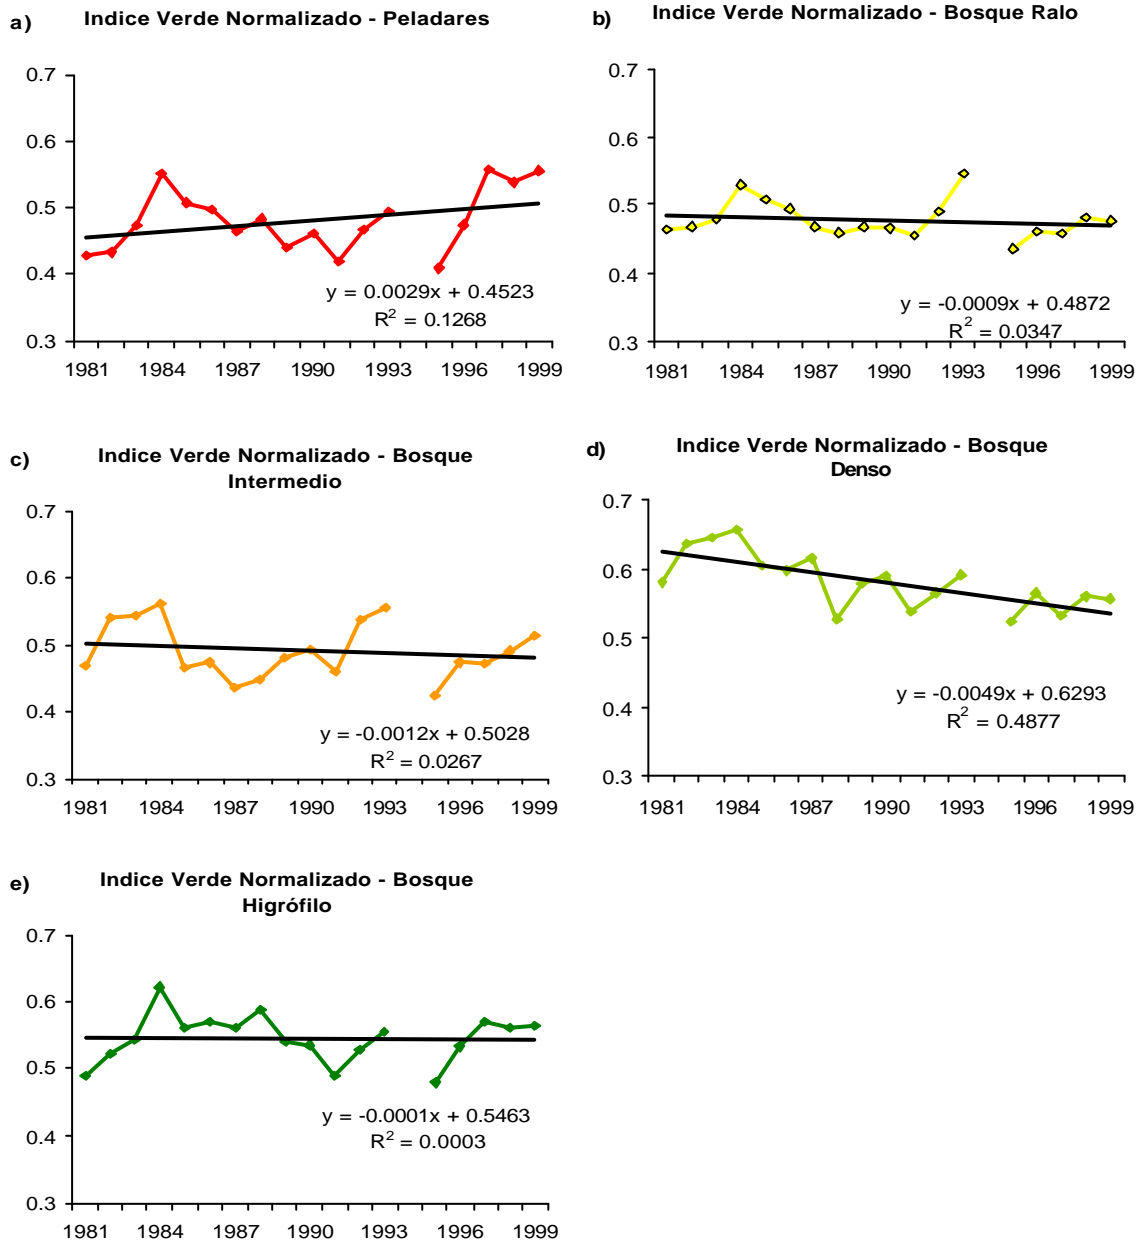 a)
Indice Verde Normalizado - Peladares
0.7
0.6
0.5
0.4
0.3
y = 0.0029x + 0.4523
R² = 0.1268
1981 1984 1987 1990 1993 1996 1999
b)
Indice Verde Normalizado - Bosque Ralo
0.7
0.6
0.5
0.4
0.3
y = -0.0009x + 0.4872
R² = 0.0347
1981 1984 1987 1990 1993 1996 1999
c)
Indice Verde Normalizado - Bosque
Intermedio
0.7
0.6
0.5
0.4
0.3
y = -0.0012x + 0.5028
R² = 0.0267
1981 1984 1987 1990 1993 1996 1999
d)
Indice Verde Normalizado - Bosque
Denso
0.7
0.6
0.5
0.4
0.3
y = -0.0049x + 0.6293
R² = 0.4877
1981 1984 1987 1990 1993 1996 1999
e)
Indice Verde Normalizado - Bosque
Higrófilo
0.7
0.6
0.5
0.4
0.3
y = -0.0001x + 0.5463
R² = 0.0003
1981 1984 1987 1990 1993 1996 1999